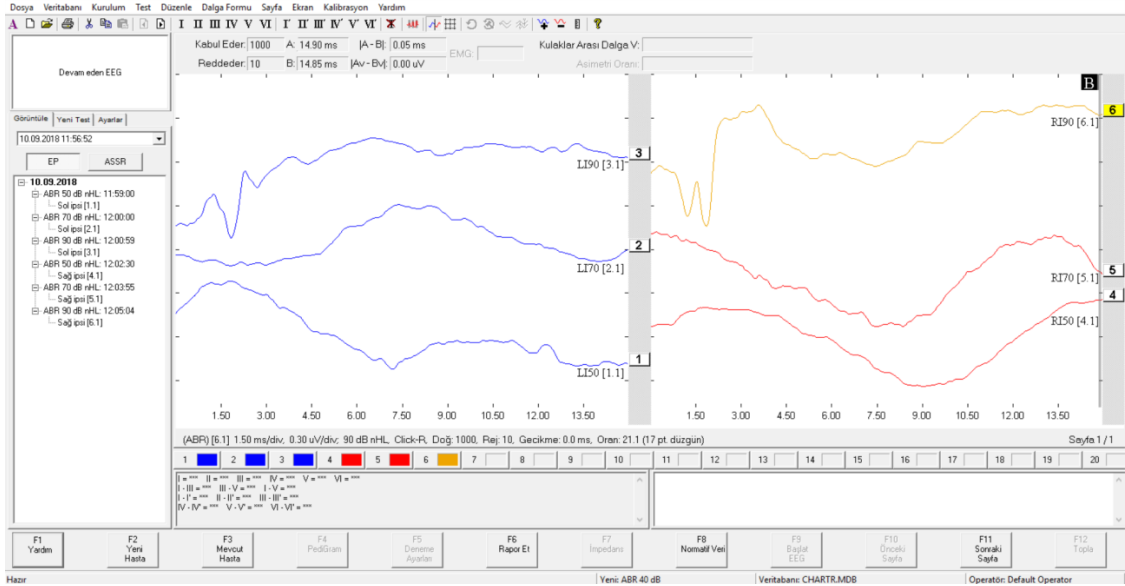 Dosya Veritabanı Kurulum Test Düzenle Dalga Formu Sayfa Ekran Kalibrasyon Yardım
A I II III IV V VI I' II' III' IV' V' VI' ?
Kabul Eder: 1000 A: 14.90 ms |A - B|: 0.05 ms EMG: Kulaklar Arası Dalga V:
Reddeder: 10 B: 14.85 ms |Av - Bv|: 0.00 uV Asimetri Oranı:
Devam eden EEG
Görüntüle Yeni Test Ayarlar
10.09.2018 11:56:52
EP ASSR
10.09.2018
ABR 50 dB nHL: 11:59:00
Sol ipsi [1.1]
ABR 70 dB nHL: 12:00:00
Sol ipsi [2.1]
ABR 90 dB nHL: 12:00:59
Sol ipsi [3.1]
ABR 50 dB nHL: 12:02:30
Sağ ipsi [4.1]
ABR 70 dB nHL: 12:03:55
Sağ ipsi [5.1]
ABR 90 dB nHL: 12:05:04
Sağ ipsi [6.1]
3
LI90 [3.1]
2
LI70 [2.1]
1
LI50 [1.1]
1.50 3.00 4.50 6.00 7.50 9.00 10.50 12.00 13.50
B
6
RI90 [6.1]
5
RI70 [5.1]
4
RI50 [4.1]
1.50 3.00 4.50 6.00 7.50 9.00 10.50 12.00 13.50
(ABR) [6.1] 1.50 ms/div, 0.30 uV/div; 90 dB nHL, Click-R, Doğ: 1000, Rej: 10, Gecikme: 0.0 ms, Oran: 21.1 (17 pt. düzgün) Sayfa 1 / 1
1 2 3 4 5 6 7 8 9 10 11 12 13 14 15 16 17 18 19 20
I = *** II = *** III = *** IV = *** V = *** VI = ***
I - III = *** III - V = *** I - V = ***
I - I' = *** II - II' = *** III - III' = ***
IV - IV' = *** V - V' = *** VI - VI' = ***
F1 Yardım
F2 Yeni Hasta
F3 Mevcut Hasta
F4 PediGram
F5 Deneme Ayarları
F6 Rapor Et
F7 İmpedans
F8 Normatif Veri
F9 Başlat EEG
F10 Önceki Sayfa
F11 Sonraki Sayfa
F12 Topla
Hazır Yeni: ABR 40 dB Veritabanı: CHARTR.MDB Operatör: Default Operator